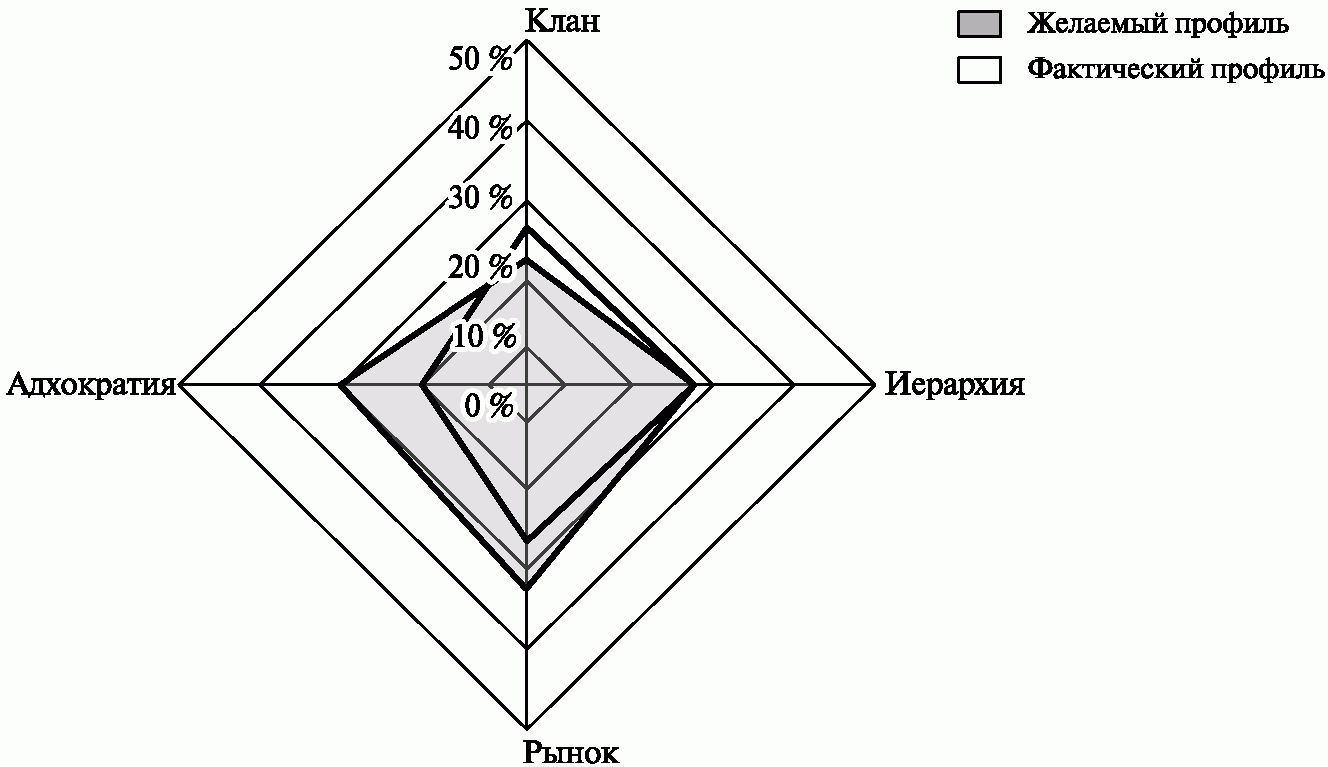 Клан
Желаемый профиль
Фактический профиль
50 %
40 %
30 %
20 %
10 %
0 %
Адхократия
Иерархия
Рынок